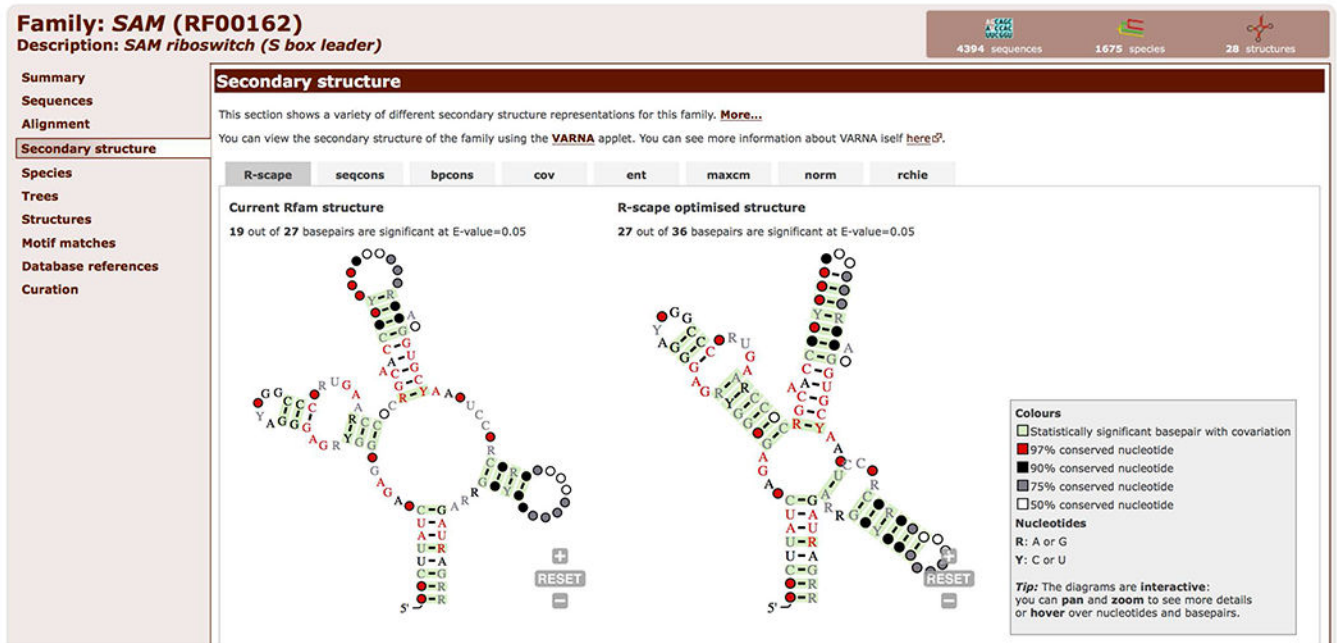 Family: SAM (RF00162)
Description: SAM riboswitch (S box leader)
4394 sequences
1675 species
28 structures
Summary
Sequences
Alignment
Secondary structure
Species
Trees
Structures
Motif matches
Database references
Curation
Secondary structure
This section shows a variety of different secondary structure representations for this family. More...
You can view the secondary structure of the family using the VARNA applet. You can see more information about VARNA iself here.
R-scape seqcons bpcons cov ent maxcm norm rchie
Current Rfam structure
19 out of 27 basepairs are significant at E-value=0.05
R-scape optimised structure
27 out of 36 basepairs are significant at E-value=0.05
5'
+
RESET
−
5'
+
RESET
−
Colours
Statistically significant basepair with covariation
97% conserved nucleotide
90% conserved nucleotide
75% conserved nucleotide
50% conserved nucleotide
Nucleotides
R: A or G
Y: C or U
Tip: The diagrams are interactive:
you can pan and zoom to see more details
or hover over nucleotides and basepairs.